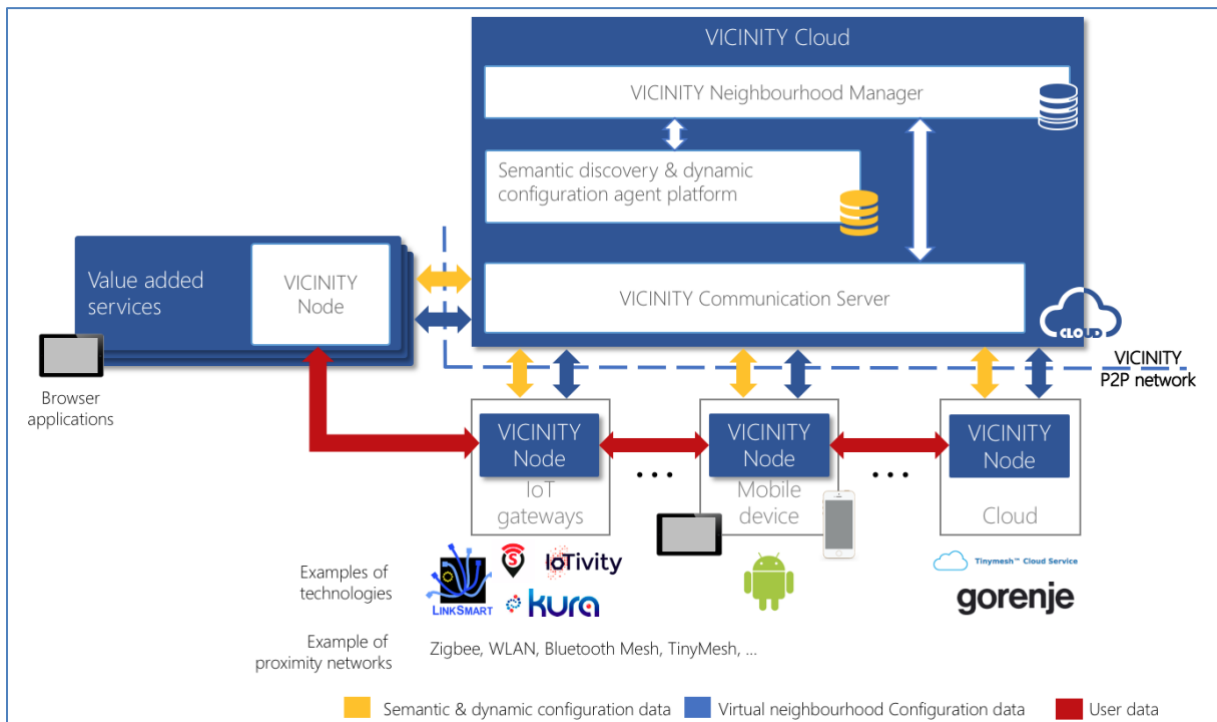 VICINITY Cloud
VICINITY Neighbourhood Manager
Semantic discovery & dynamic
configuration agent platform
VICINITY Communication Server
CLOUD
Value added
services
VICINITY
Node
Browser
applications
VICINITY
P2P network
VICINITY
Node
IoT
gateways
...
VICINITY
Node
Mobile
device
...
VICINITY
Node
Cloud
Examples of
technologies
LINKSMART
S
IoTivity
kura
Tinymesh™ Cloud Service
gorenje
Example of
proximity networks
Zigbee, WLAN, Bluetooth Mesh, TinyMesh, ...
Semantic & dynamic configuration data
Virtual neighbourhood Configuration data
User data